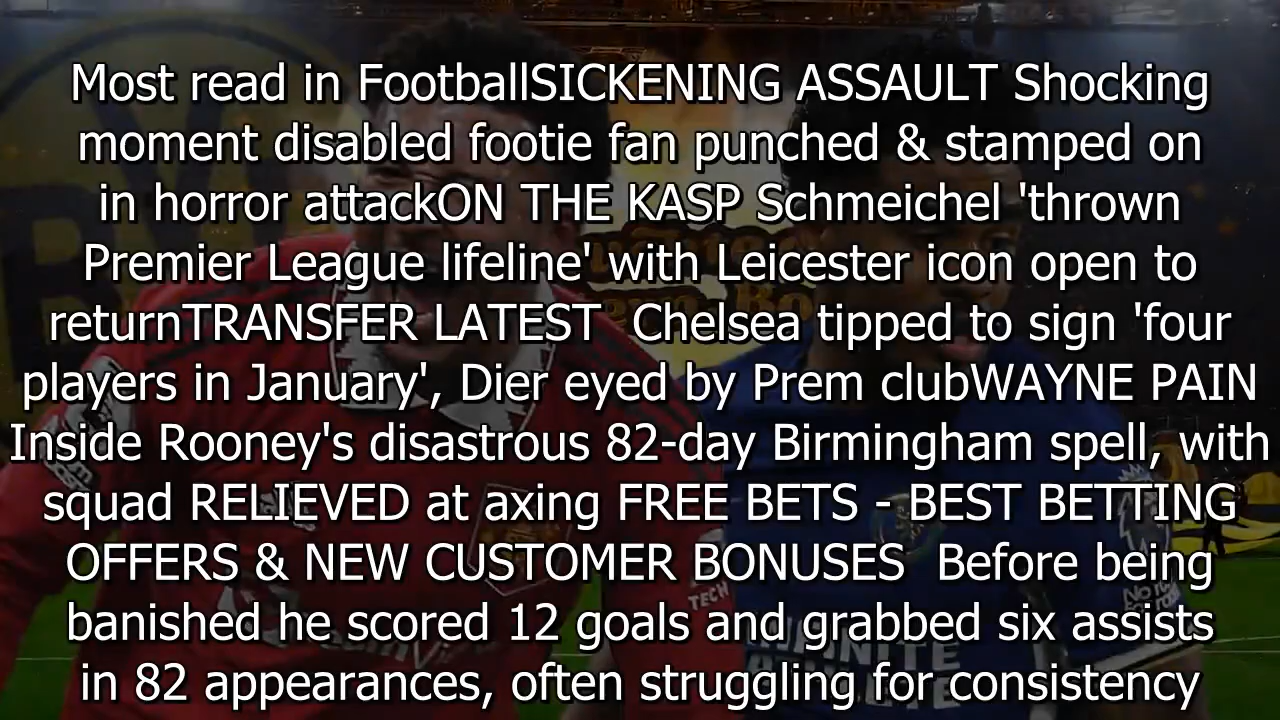 Most read in FootballSICKENING ASSAULT Shocking
moment disabled footie fan punched & stamped on
in horror attackON THE KASP Schmeichel 'thrown
Premier League lifeline' with Leicester icon open to
returnTRANSFER LATEST  Chelsea tipped to sign 'four
players in January', Dier eyed by Prem clubWAYNE PAIN
Inside Rooney's disastrous 82-day Birmingham spell, with
squad RELIEVED at axing FREE BETS - BEST BETTING
OFFERS & NEW CUSTOMER BONUSES  Before being
banished he scored 12 goals and grabbed six assists
in 82 appearances, often struggling for consistency
TECH